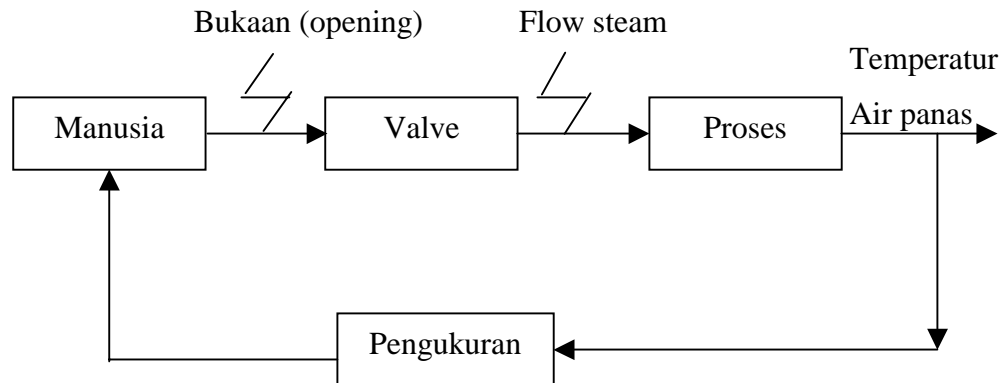 Bukaan (opening)
Flow steam
Temperatur
Air panas
Manusia
Valve
Proses
Pengukuran